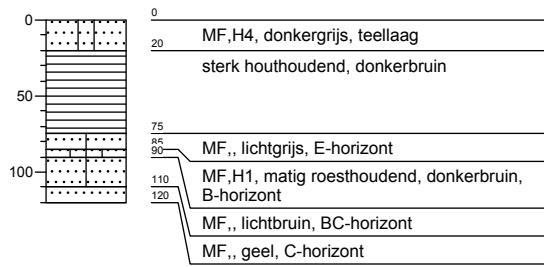 0
0
MF,H4, donkergrijs, teellaag
20
sterk houthoudend, donkerbruin
50
75
85
MF,, lichtgrijs, E-horizont
90
MF,H1, matig roesthoudend, donkerbruin,
B-horizont
100
110
MF,, lichtbruin, BC-horizont
120
MF,, geel, C-horizont